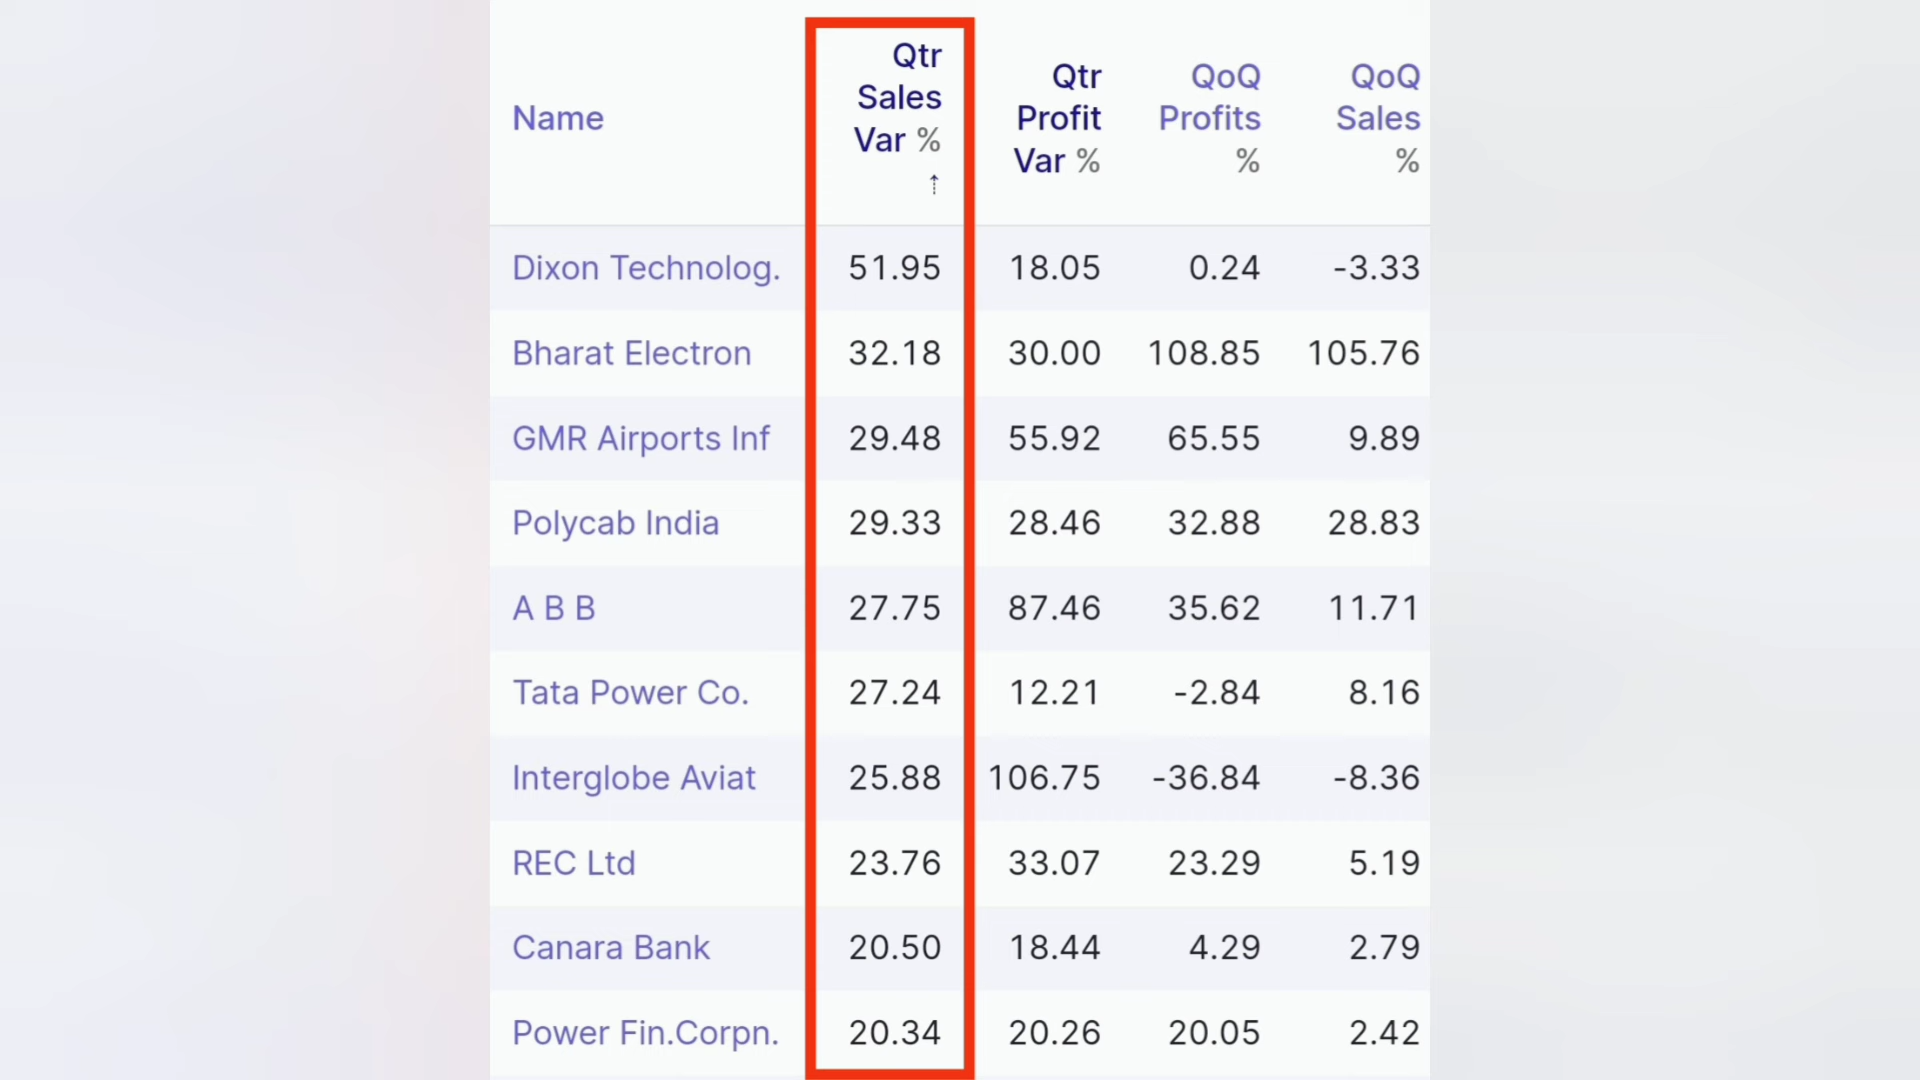 Name Qtr Sales Var % ↑ Qtr Profit Var % QoQ Profits % QoQ Sales %
Dixon Technolog. 51.95 18.05 0.24 -3.33
Bharat Electron 32.18 30.00 108.85 105.76
GMR Airports Inf 29.48 55.92 65.55 9.89
Polycab India 29.33 28.46 32.88 28.83
A B B 27.75 87.46 35.62 11.71
Tata Power Co. 27.24 12.21 -2.84 8.16
Interglobe Aviat 25.88 106.75 -36.84 -8.36
REC Ltd 23.76 33.07 23.29 5.19
Canara Bank 20.50 18.44 4.29 2.79
Power Fin.Corpn. 20.34 20.26 20.05 2.42